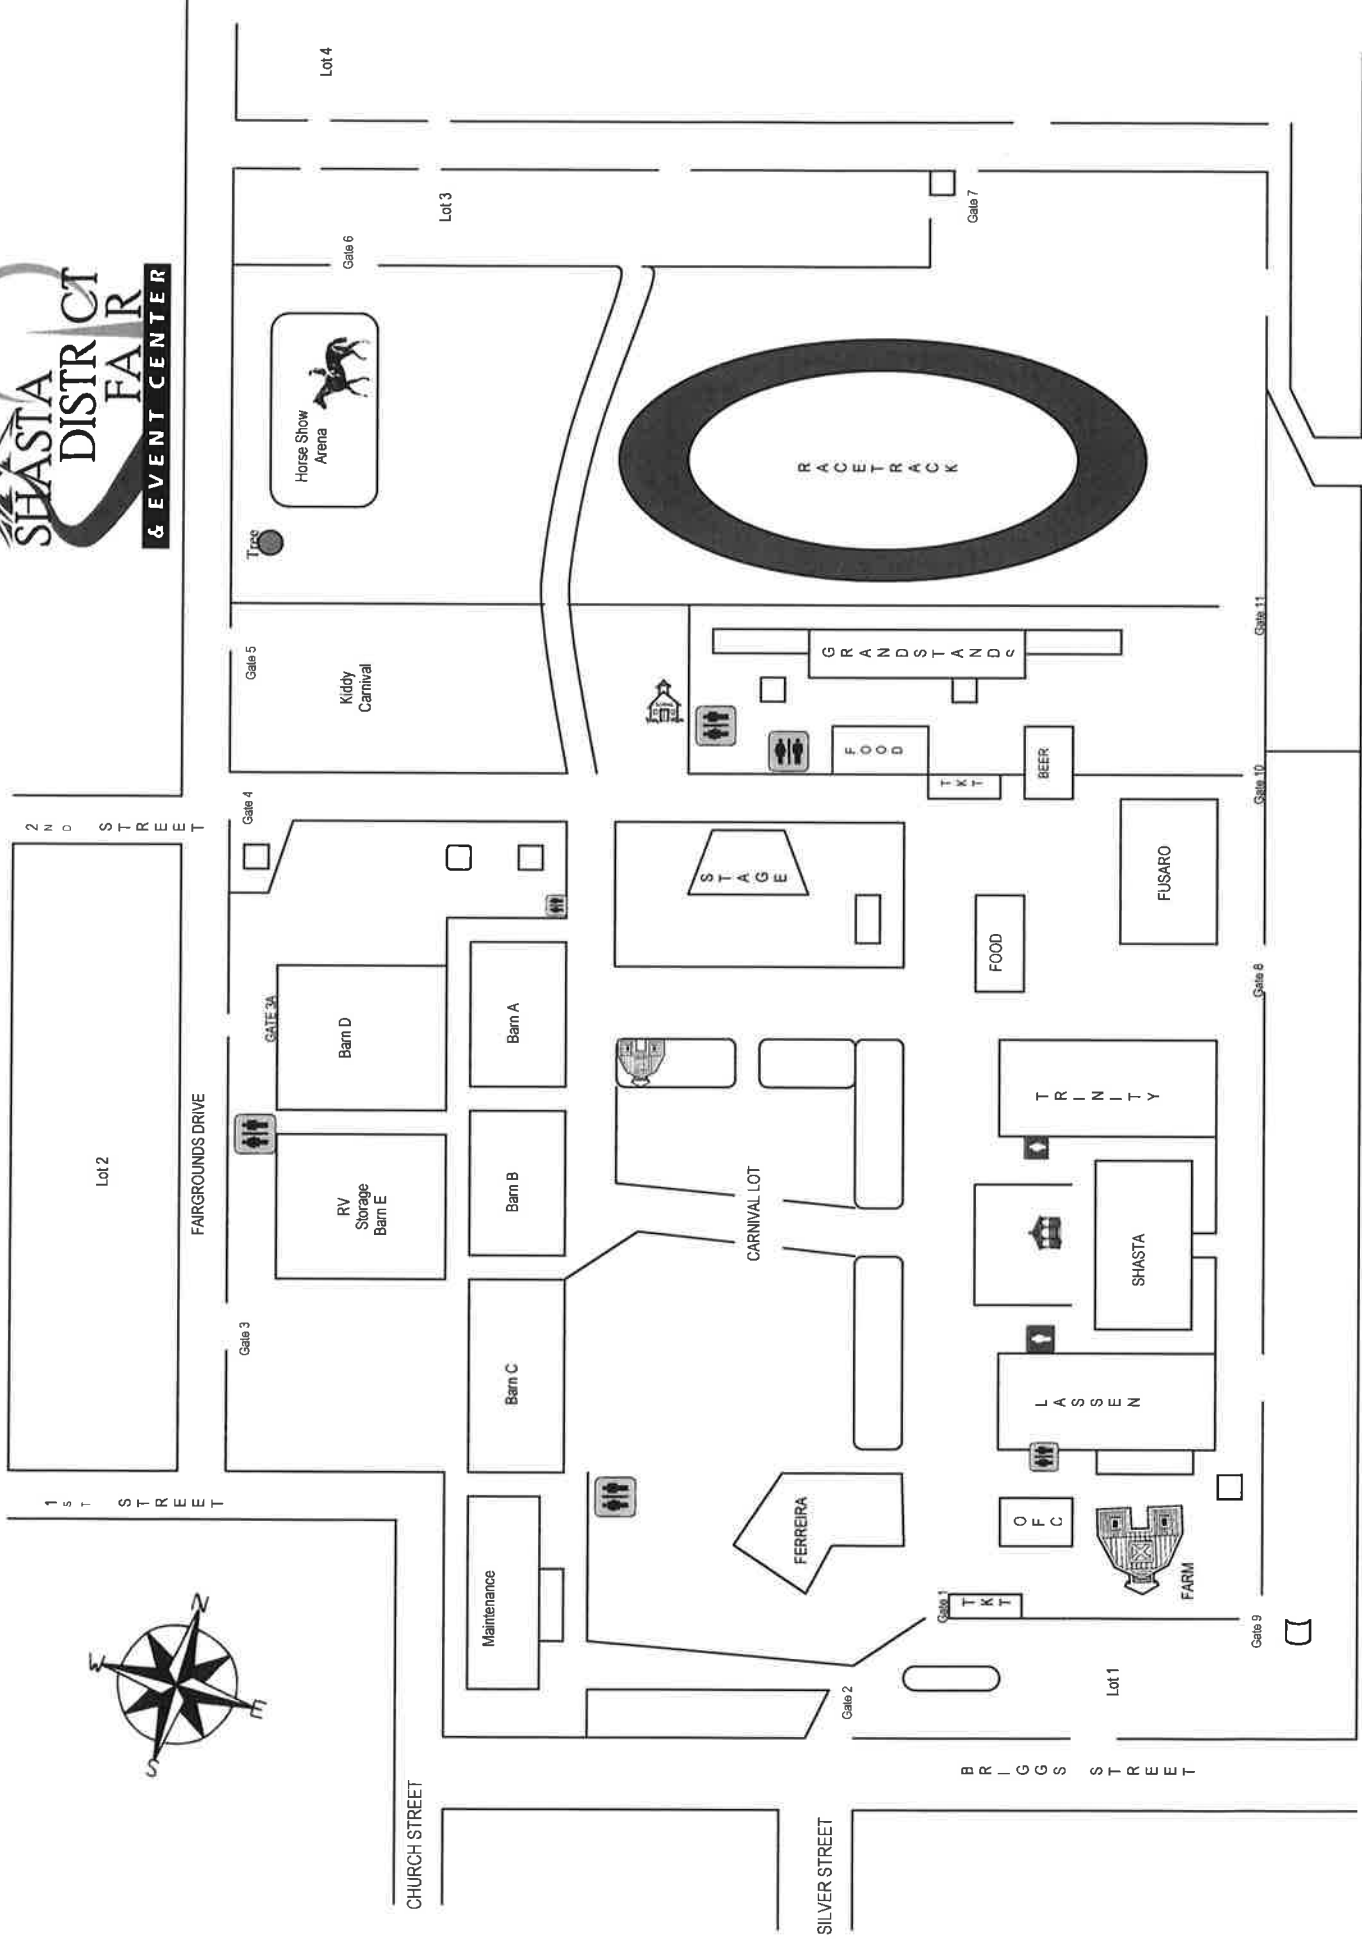 SHASTA
DISTR CT
FA R
& EVENT CENTER
Lot 4
Lot 3
Gate 6
Gate 7
Horse Show
Arena
Tree
RACETRACK
Gate 5
Kiddy
Carnival
GRANDSTANDS
Gate 11
FOOD
TKT
BEER
Gate 10
2ND STREET
Gate 4
STAGE
FUSARO
FOOD
Gate 8
GATE 3A
Barn D
Barn A
Lot 2
FAIRGROUNDS DRIVE
RV
Storage
Barn E
Barn B
CARNIVAL LOT
TRINITY
SHASTA
Gate 3
Barn C
LASSEN
1ST STREET
FERREIRA
OFC
FARM
Maintenance
Gate 1
TKT
Gate 9
Gate 2
Lot 1
N
W
E
S
BRIGGS STREET
CHURCH STREET
SILVER STREET